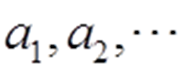 a₁, a₂, ⋯